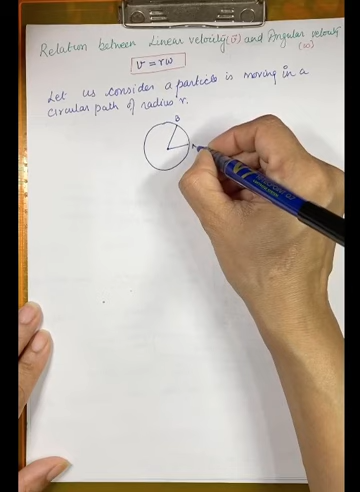 Relation between Linear velocity (v⃗) and Angular velocity
(ω)
v = rω
Let us consider a particle is moving in a
circular path of radius 'r.
B
A